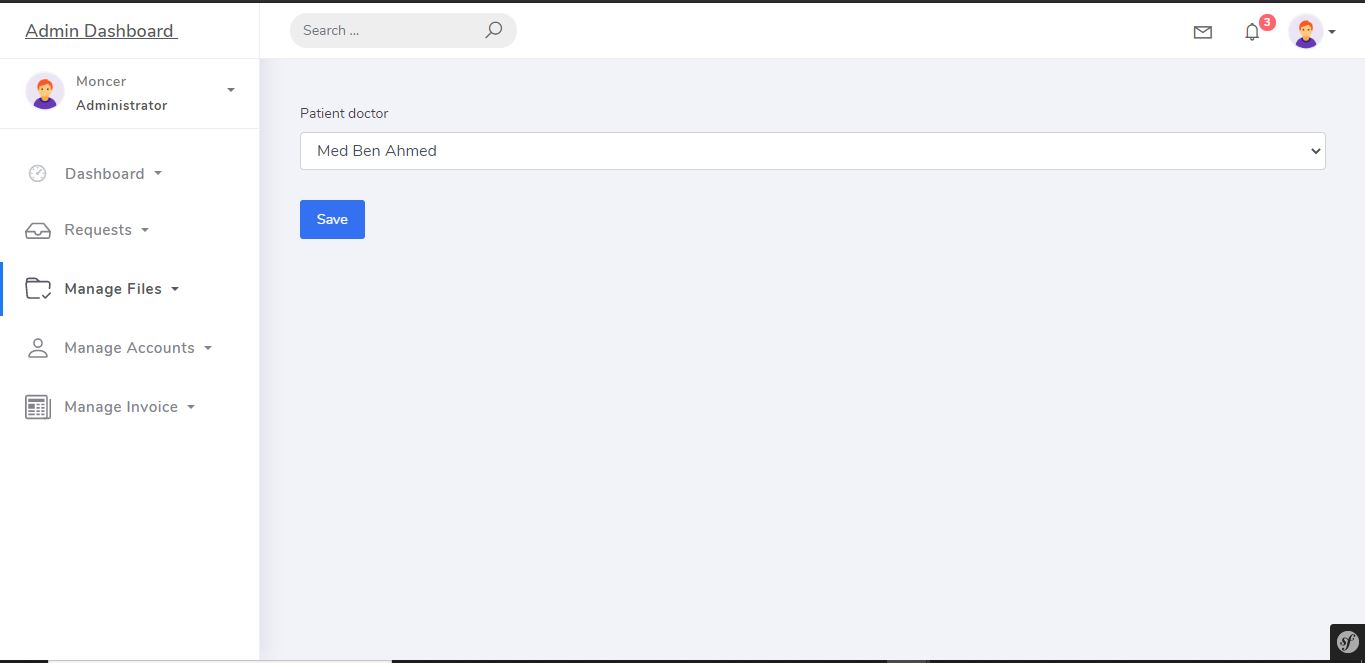 Admin Dashboard
Search ...
3
Moncer
Administrator
Dashboard
Requests
Manage Files
Manage Accounts
Manage Invoice
Patient doctor
Med Ben Ahmed
Save
sf